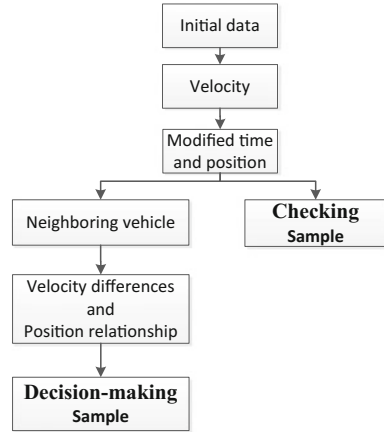 Initial data
Velocity
Modified time
and position
Neighboring vehicle
Checking
Sample
Velocity differences
and
Position relationship
Decision-making
Sample